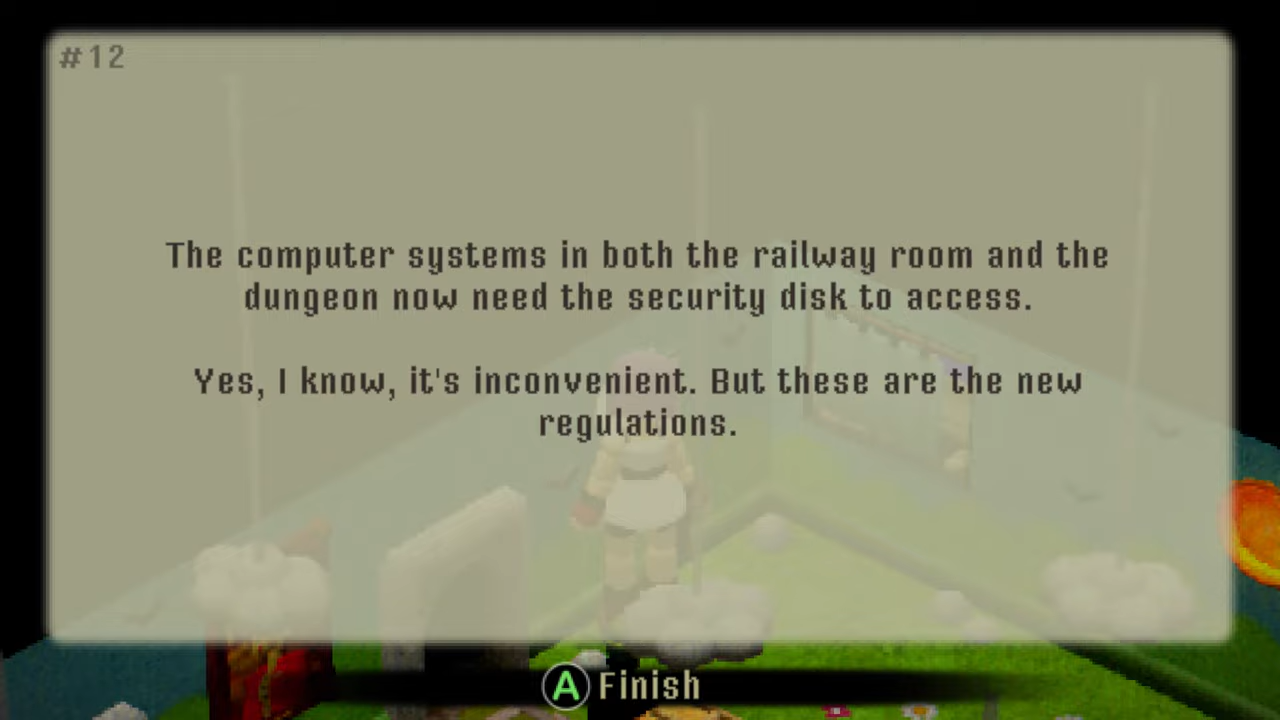 #12
The computer systems in both the railway room and the
dungeon now need the security disk to access.
Yes, I know, it's inconvenient. But these are the new
regulations.
A Finish